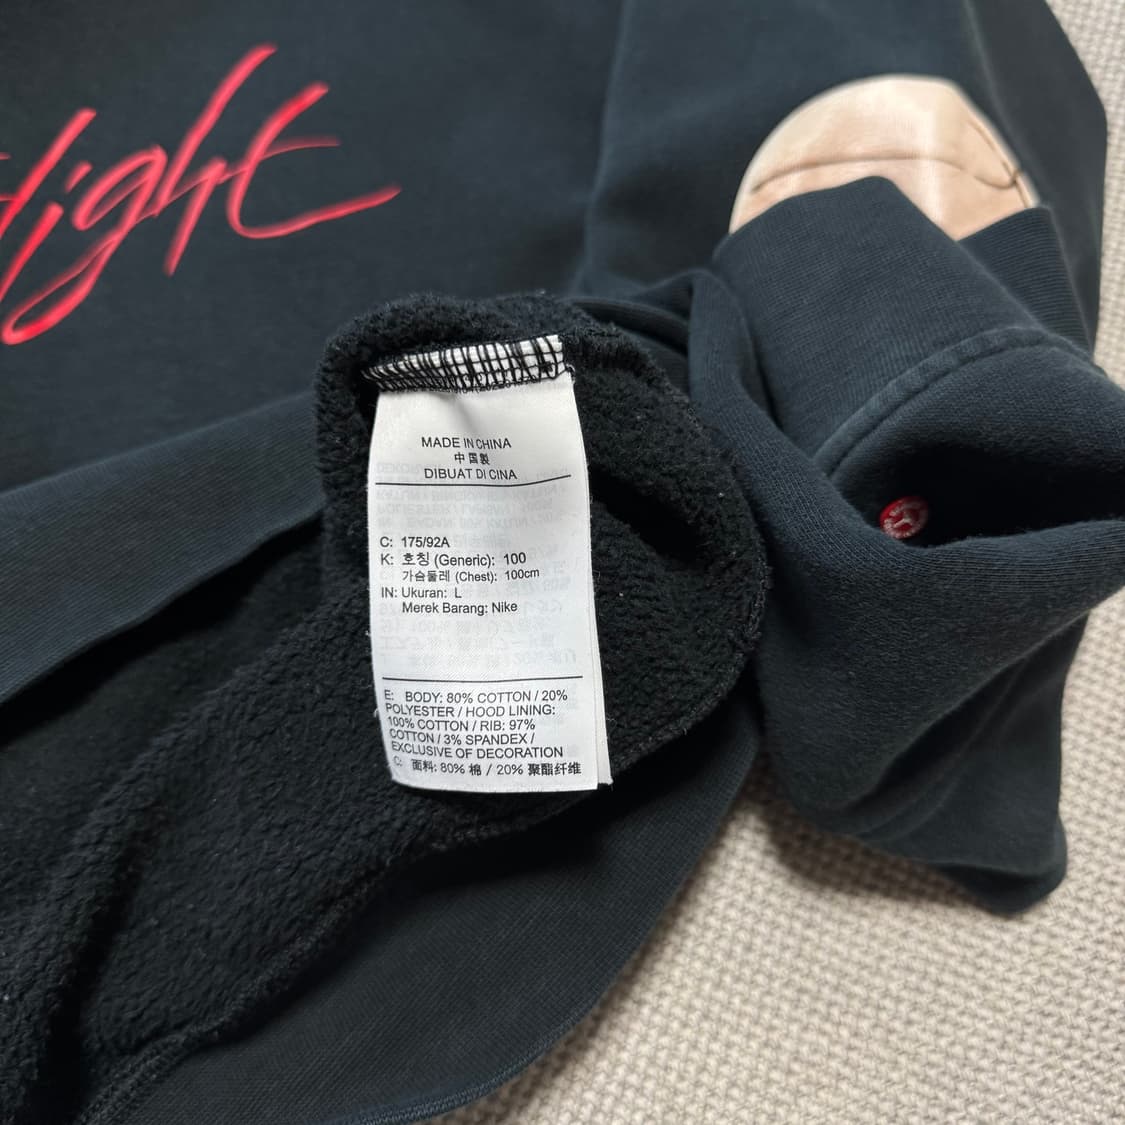 light
MADE IN CHINA
中国製
DIBUAT DI CINA
C: 175/92A
K: 호칭 (Generic): 100
가슴둘레 (Chest): 100cm
IN: Ukuran: L
Merek Barang: Nike
E: BODY: 80% COTTON / 20%
POLYESTER / HOOD LINING:
100% COTTON / RIB: 97%
COTTON / 3% SPANDEX /
EXCLUSIVE OF DECORATION
C: 面料: 80% 棉 / 20% 聚酯纤维